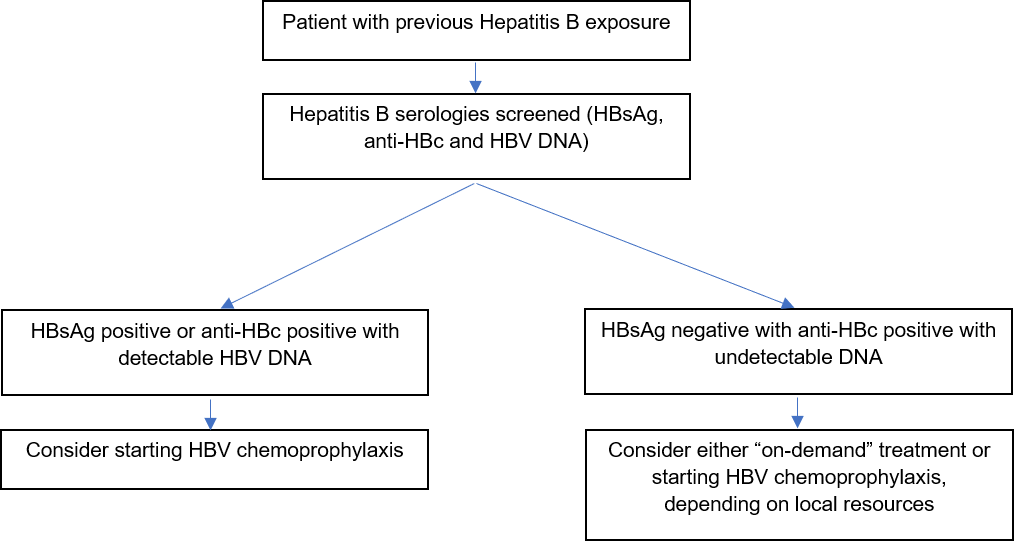 Patient with previous Hepatitis B exposure
Hepatitis B serologies screened (HBsAg,
anti-HBc and HBV DNA)
HBsAg positive or anti-HBc positive with
detectable HBV DNA
HBsAg negative with anti-HBc positive with
undetectable DNA
Consider starting HBV chemoprophylaxis
Consider either “on-demand” treatment or
starting HBV chemoprophylaxis,
depending on local resources